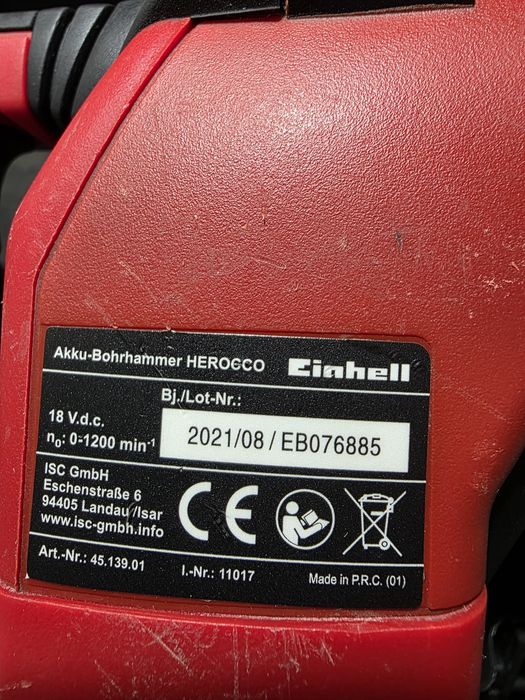 Akku-Bohrhammer HEROCCO Einhell
Bj./Lot-Nr.:
18 V.d.c.
n₀: 0-1200 min⁻¹
2021/08 / EB076885
ISC GmbH
Eschenstraße 6
94405 Landau/Isar
www.isc-gmbh.info
CE
Art.-Nr.: 45.139.01 I.-Nr.: 11017 Made in P.R.C. (01)